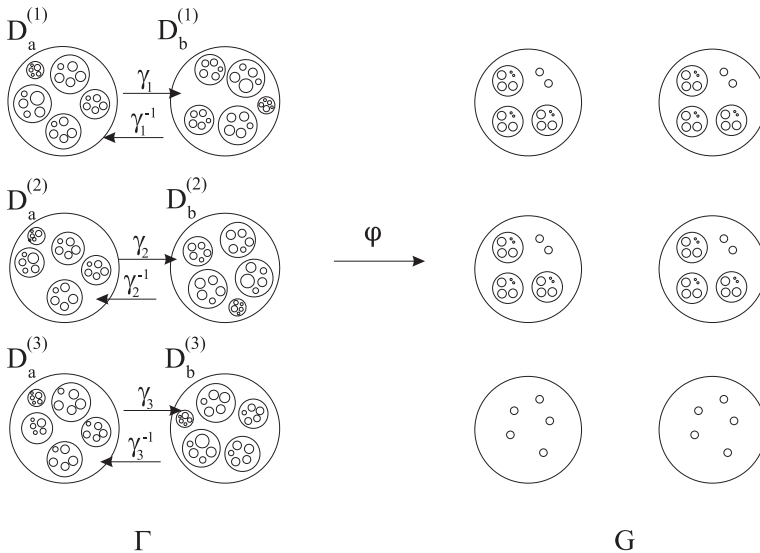 D_a^(1) D_b^(1)
γ_1
γ_1^-1
D_a^(2) D_b^(2)
γ_2
γ_2^-1
φ
D_a^(3) D_b^(3)
γ_3
γ_3^-1
Γ G